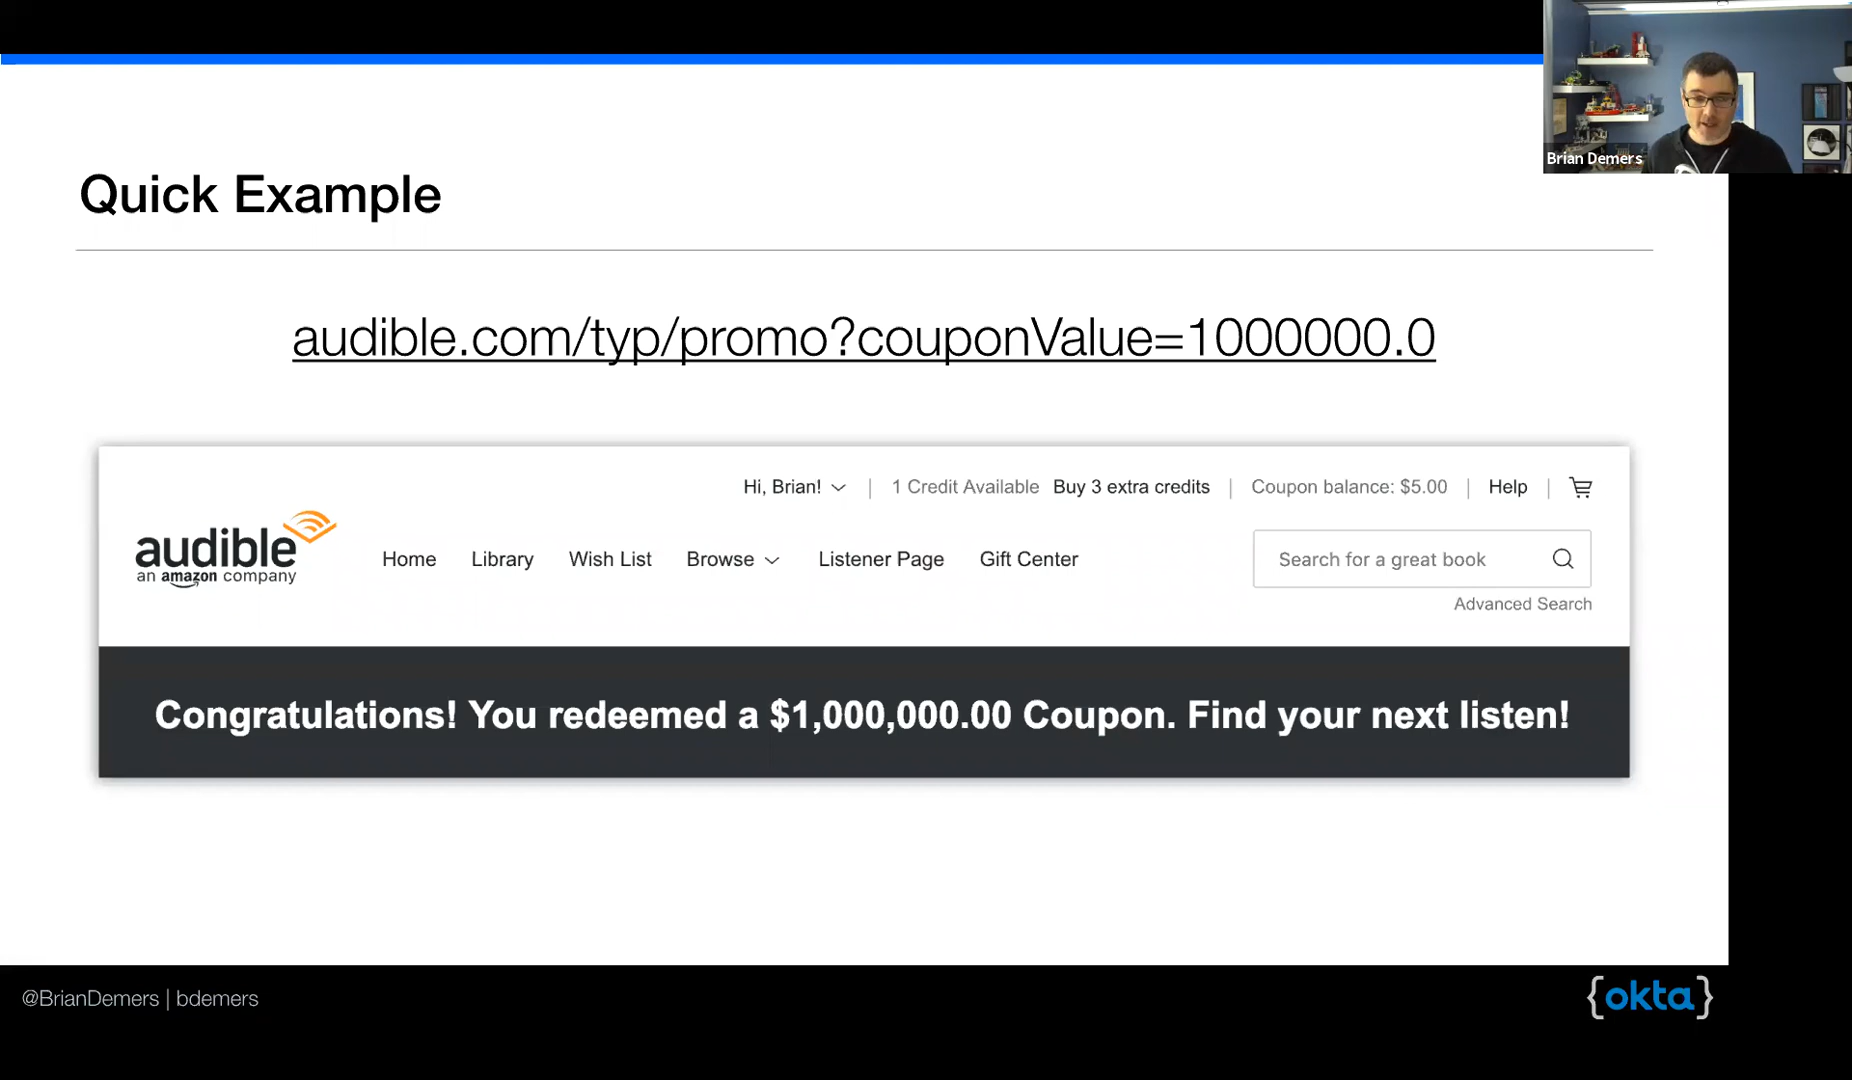 Brian Demers
Quick Example
audible.com/typ/promo?couponValue=1000000.0
Hi, Brian! | 1 Credit Available Buy 3 extra credits | Coupon balance: $5.00 | Help |
audible
an amazon company
Home Library Wish List Browse Listener Page Gift Center
Search for a great book
Advanced Search
Congratulations! You redeemed a $1,000,000.00 Coupon. Find your next listen!
@BrianDemers | bdemers
{okta}